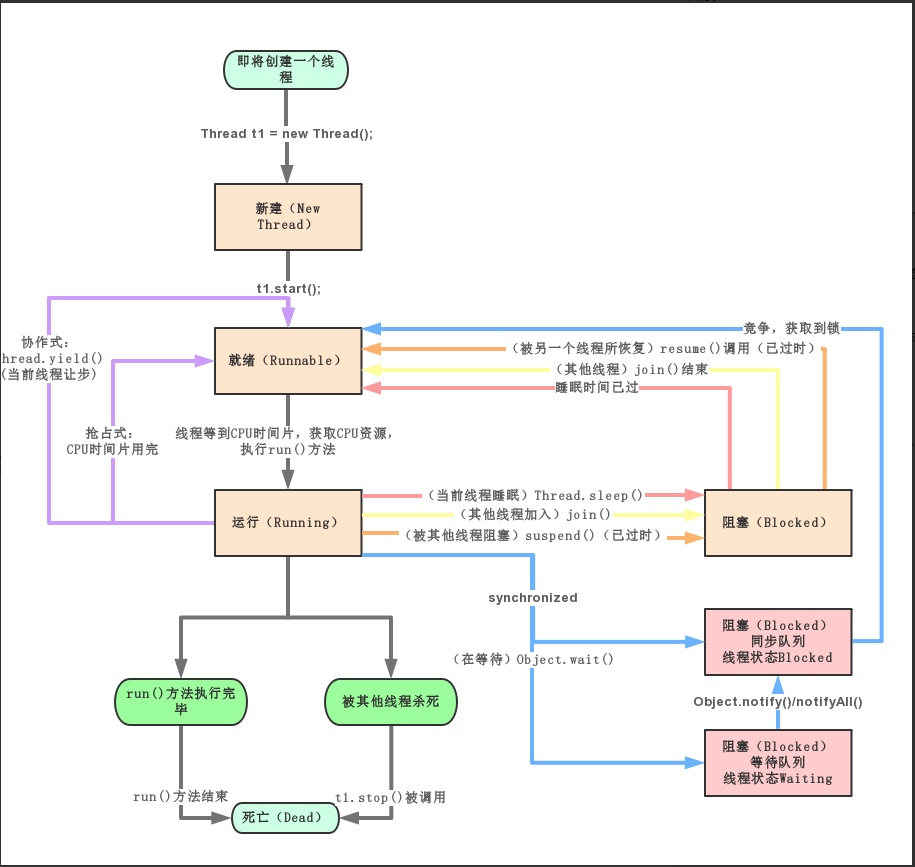 即将创建一个线
程
Thread t1 = new Thread();
新建（New
Thread）
t1.start();
协作式：
hread.yield()
(当前线程让步)
就绪（Runnable）
竞争，获取到锁
（被另一个线程所恢复）resume()调用（已过时）
（其他线程）join()结束
睡眠时间已过
抢占式：
CPU时间片用完
线程等到CPU时间片，获取CPU资源，
执行run()方法
运行（Running）
（当前线程睡眠）Thread.sleep()
（其他线程加入）join()
（被其他线程阻塞）suspend()（已过时）
阻塞（Blocked）
synchronized
（在等待）Object.wait()
阻塞（Blocked）
同步队列
线程状态Blocked
Object.notify()/notifyAll()
阻塞（Blocked）
等待队列
线程状态Waiting
run()方法执行完
毕
被其他线程杀死
run()方法结束
t1.stop()被调用
死亡（Dead）